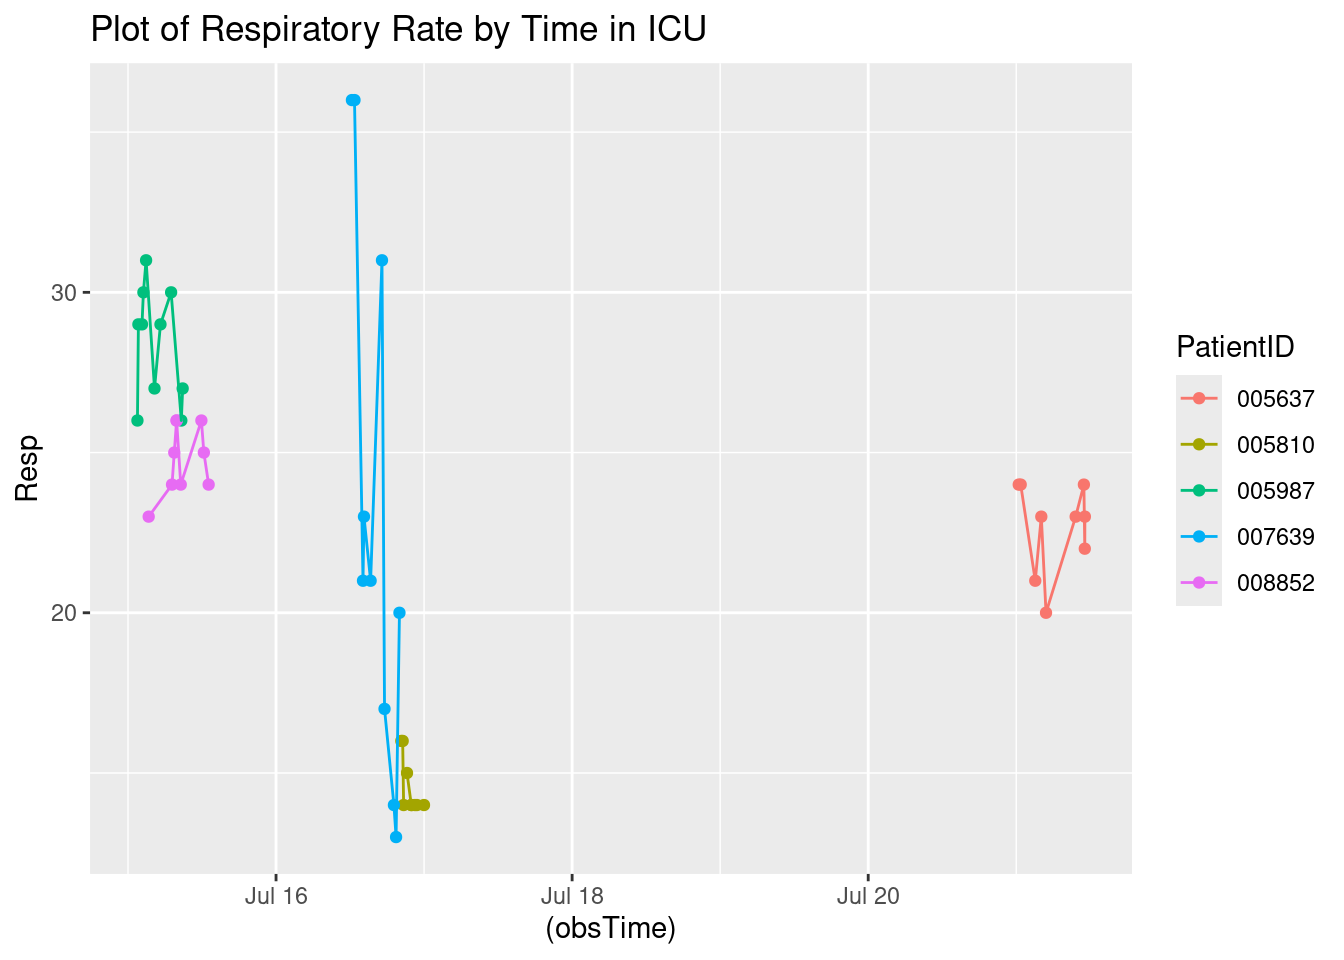 Plot of Respiratory Rate by Time in ICU
30
20
Resp
Jul 16
Jul 18
Jul 20
(obsTime)
PatientID
005637
005810
005987
007639
008852